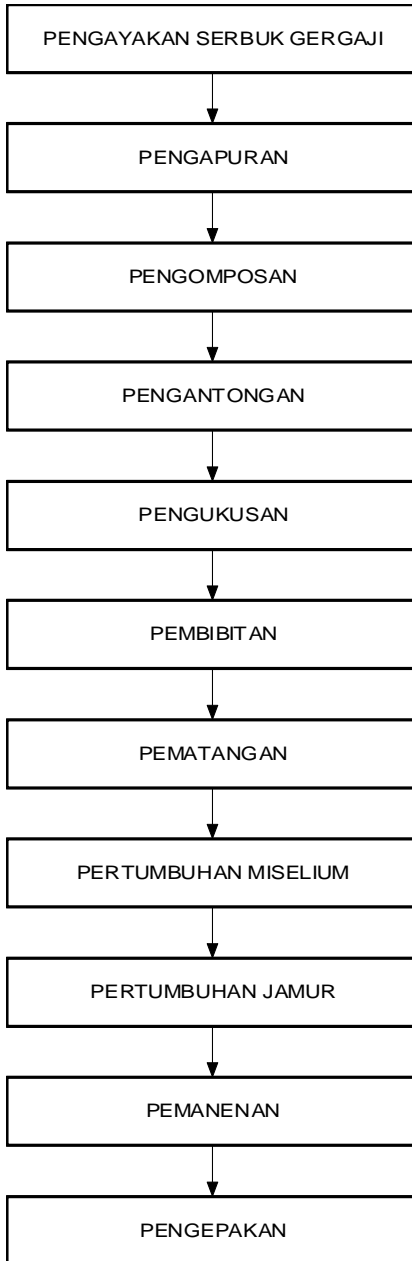 PENGAYAKAN SERBUK GERGAJI
PENGAPURAN
PENGOMPOSAN
PENGANTONGAN
PENGUKUSAN
PEMBIBITAN
PEMATANGAN
PERTUMBUHAN MISELIUM
PERTUMBUHAN JAMUR
PEMANENAN
PENGEPAKAN